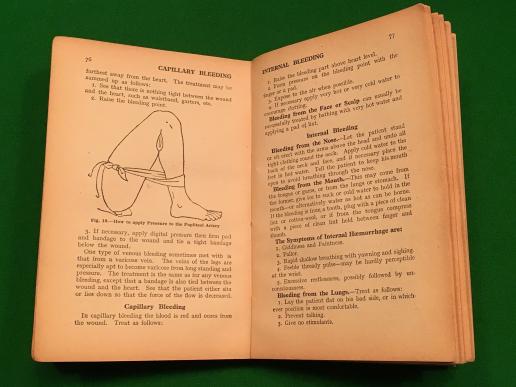 76
CAPILLARY BLEEDING
furthest away from the heart. The treatment may be
summed up as follows:
1. See that there is nothing tight between the wound
and the heart, such as waistband, garters, etc.
2. Raise the bleeding point.
Fig. 18.—How to apply Pressure to the Popliteal Artery
3. If necessary, apply digital pressure then firm pad
and bandage to the wound and tie a tight bandage
below the wound.
One type of venous bleeding sometimes met with is
that from a varicose vein. The veins of the legs are
especially apt to become varicose from long standing and
pressure. The treatment is the same as for any venous
bleeding, except that a bandage is also tied between the
wound and the heart. See that the patient either sits
or lies down so that the force of the flow is decreased.
Capillary Bleeding
In capillary bleeding the blood is red and oozes from
the wound. Treat as follows:
INTERNAL BLEEDING
77
1. Raise the bleeding part above heart level.
2. Firm pressure on the bleeding point with the
finger or a pad.
3. Expose to the air when possible.
4. If necessary apply very hot or very cold water to
encourage clotting.
Bleeding from the Face or Scalp can usually be
successfully treated by bathing with very hot water and
applying a pad of lint.
Internal Bleeding
Bleeding from the Nose.—Let the patient stand
or sit erect with the arms above the head and undo all
tight clothing round the neck. Apply cold water to the
back of the neck and face, and if necessary place the
feet in hot water. Tell the patient to keep his mouth
open to avoid breathing through the nose.
Bleeding from the Mouth.—This may come from
the tongue or gums, or from the lungs or stomach. If
the former, give ice to suck or cold water to hold in the
mouth—or alternatively water as hot as can be borne.
If the bleeding is from a tooth, plug with a piece of clean
lint or cotton-wool, or if from the tongue compress
with a piece of clean lint held between finger and
thumb.
The Symptoms of Internal Hæmorrhage are:
1. Giddiness and Faintness.
2. Pallor.
3. Rapid shallow breathing with yawning and sighing.
4. Feeble thready pulse—may be hardly perceptible
at the wrist.
5. Excessive restlessness, possibly followed by un-
consciousness.
Bleeding from the Lungs.—Treat as follows:
1. Lay the patient flat on his bad side, or in which-
ever position is most comfortable.
2. Prevent talking.
3. Give no stimulants.